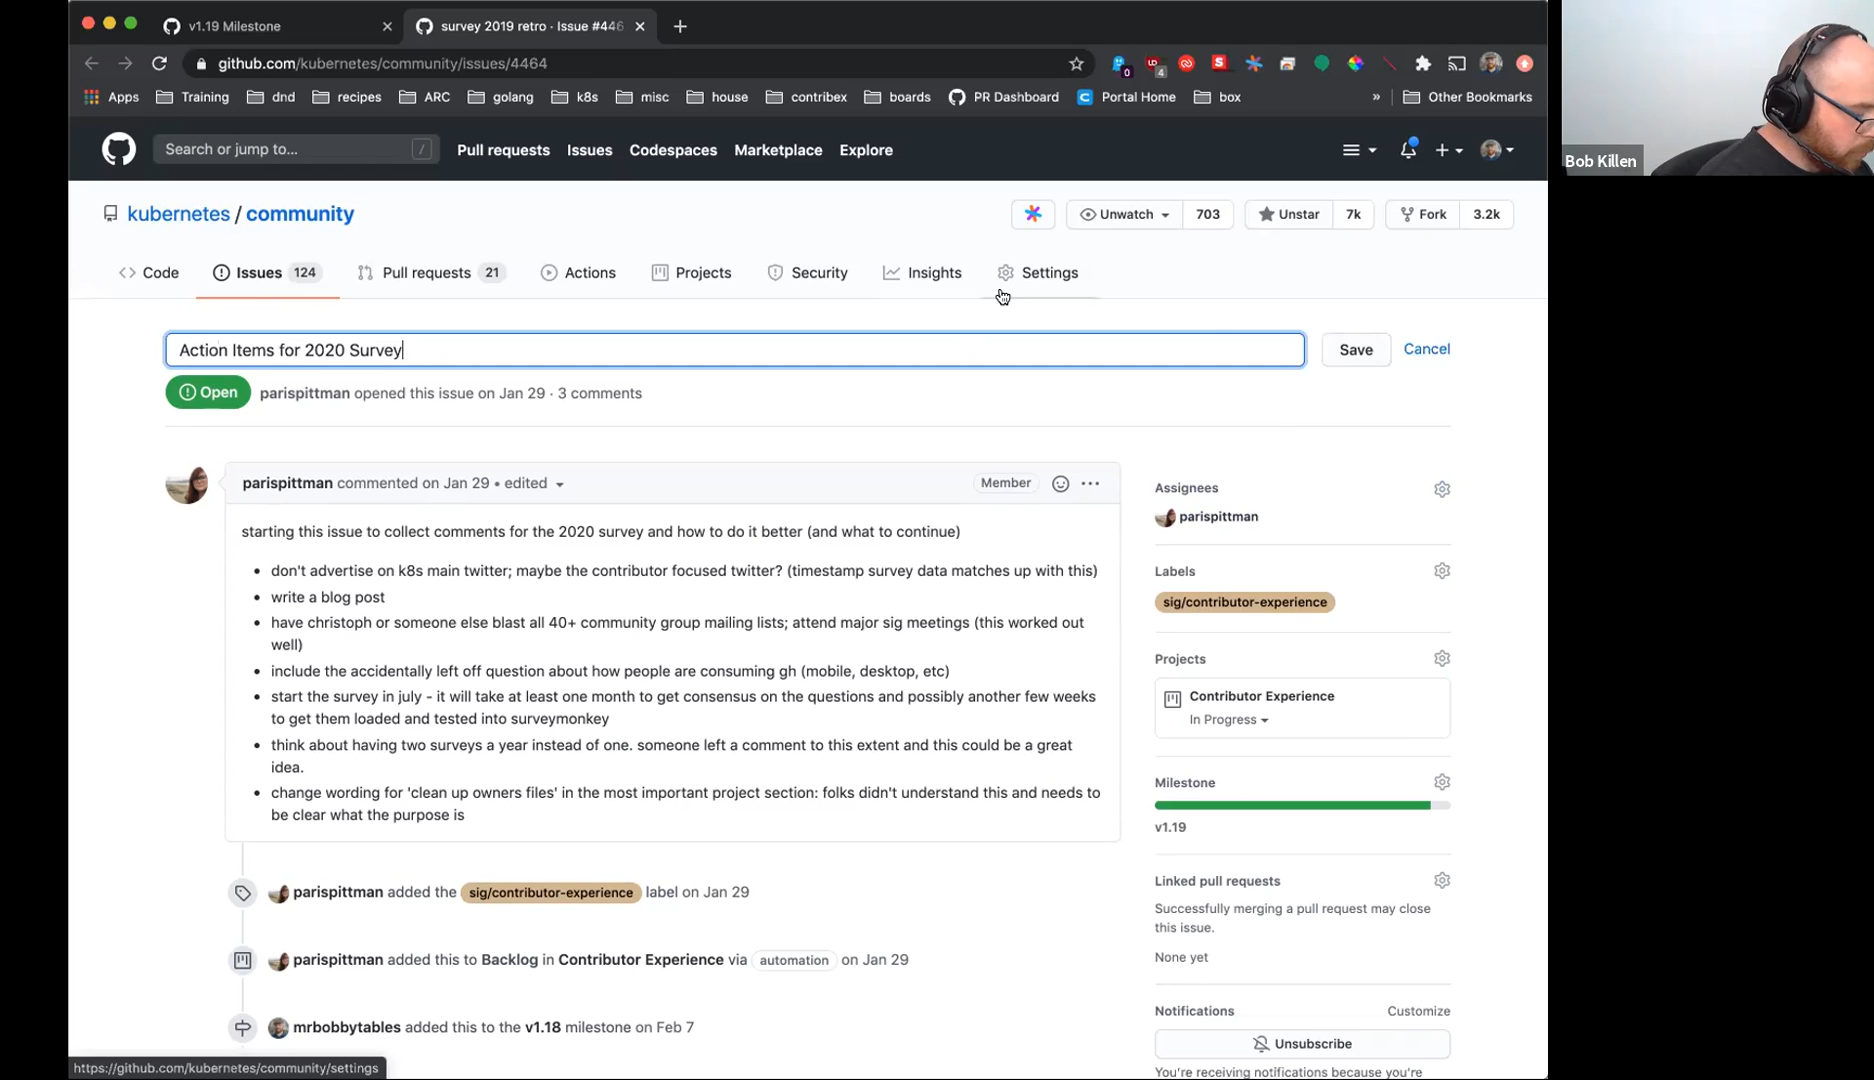 v1.19 Milestone
survey 2019 retro · Issue #446
github.com/kubernetes/community/issues/4464
0
4
Apps Training dnd recipes ARC golang k8s misc house contribex boards PR Dashboard Portal Home box » Other Bookmarks
Bob Killen
Search or jump to... /
Pull requests Issues Codespaces Marketplace Explore
kubernetes / community
Unwatch 703 Unstar 7k Fork 3.2k
Code Issues 124 Pull requests 21 Actions Projects Security Insights Settings
Action Items for 2020 Survey
Save Cancel
Open parispittman opened this issue on Jan 29 · 3 comments
parispittman commented on Jan 29 • edited
Member
starting this issue to collect comments for the 2020 survey and how to do it better (and what to continue)
• don't advertise on k8s main twitter; maybe the contributor focused twitter? (timestamp survey data matches up with this)
• write a blog post
• have christoph or someone else blast all 40+ community group mailing lists; attend major sig meetings (this worked out
well)
• include the accidentally left off question about how people are consuming gh (mobile, desktop, etc)
• start the survey in july - it will take at least one month to get consensus on the questions and possibly another few weeks
to get them loaded and tested into surveymonkey
• think about having two surveys a year instead of one. someone left a comment to this extent and this could be a great
idea.
• change wording for 'clean up owners files' in the most important project section: folks didn't understand this and needs to
be clear what the purpose is
parispittman added the sig/contributor-experience label on Jan 29
parispittman added this to Backlog in Contributor Experience via automation on Jan 29
mrbobbytables added this to the v1.18 milestone on Feb 7
Assignees
parispittman
Labels
sig/contributor-experience
Projects
Contributor Experience
In Progress
Milestone
v1.19
Linked pull requests
Successfully merging a pull request may close
this issue.
None yet
Notifications Customize
Unsubscribe
You're receiving notifications because you're
https://github.com/kubernetes/community/settings